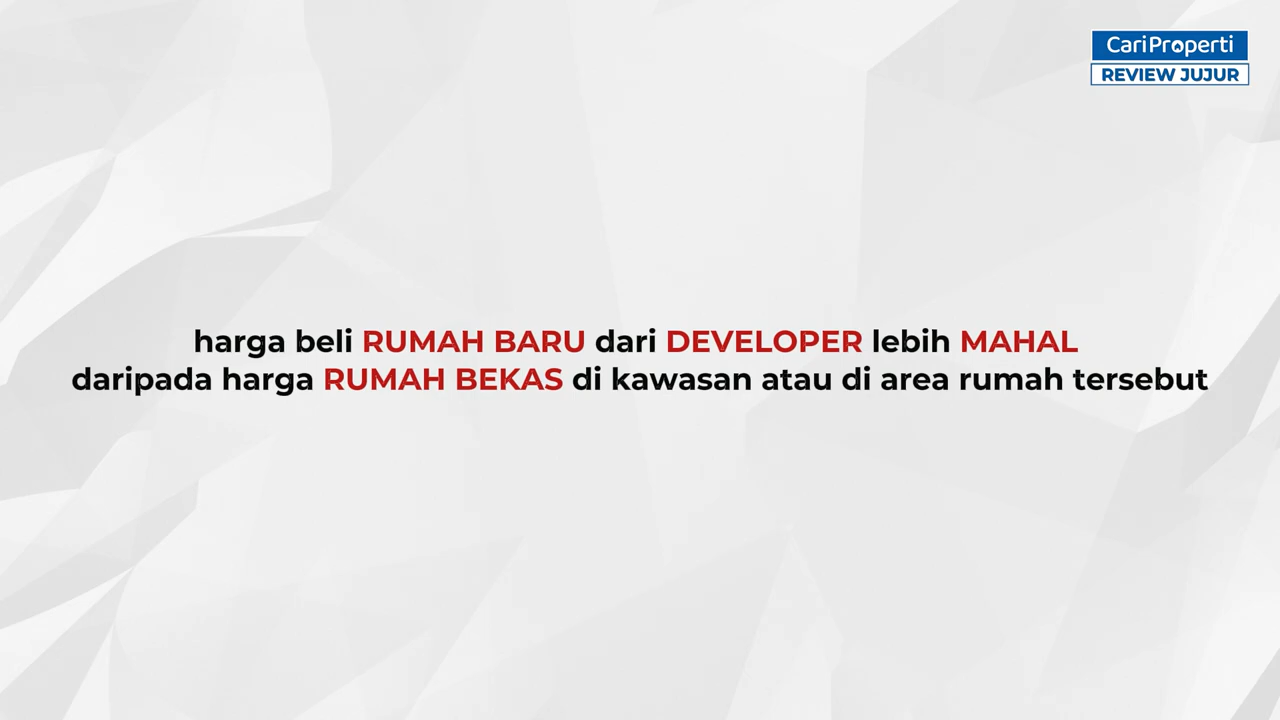 CariProperti
REVIEW JUJUR
harga beli RUMAH BARU dari DEVELOPER lebih MAHAL
daripada harga RUMAH BEKAS di kawasan atau di area rumah tersebut